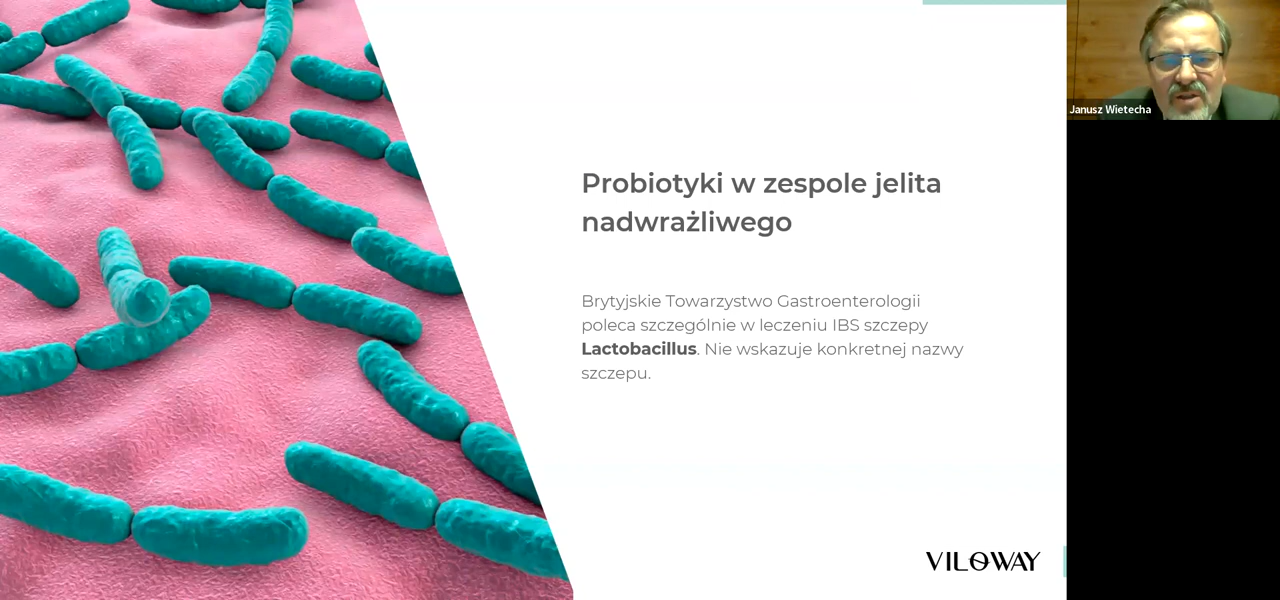 Probiotyki w zespole jelita
nadwrażliwego
Brytyjskie Towarzystwo Gastroenterologii
poleca szczególnie w leczeniu IBS szczepy
Lactobacillus. Nie wskazuje konkretnej nazwy
szczepu.
VILOWAY
Janusz Wietecha